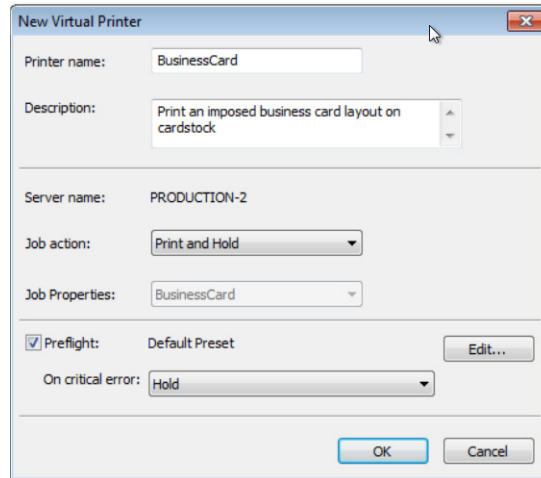 New Virtual Printer
Printer name: BusinessCard
Description: Print an imposed business card layout on
cardstock
Server name: PRODUCTION-2
Job action: Print and Hold
Job Properties: BusinessCard
Preflight: Default Preset Edit...
On critical error: Hold
OK Cancel